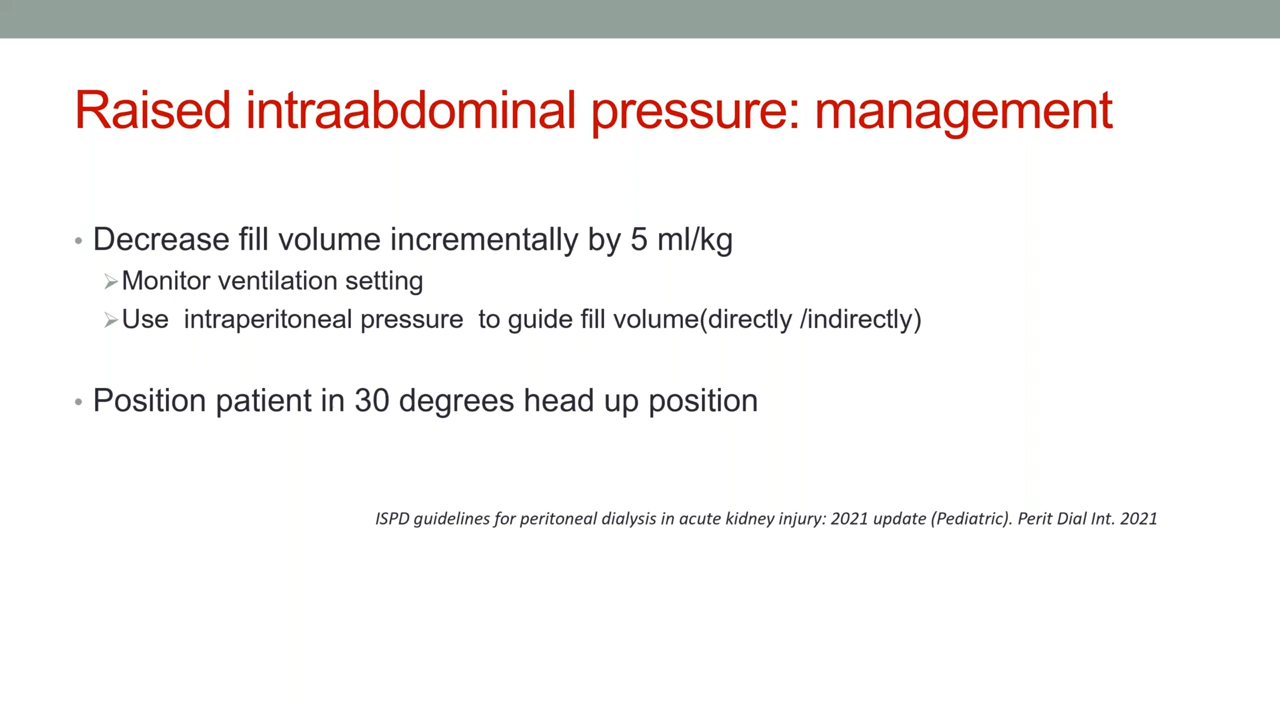 Raised intraabdominal pressure: management
• Decrease fill volume incrementally by 5 ml/kg
➢Monitor ventilation setting
➢Use intraperitoneal pressure to guide fill volume(directly /indirectly)
• Position patient in 30 degrees head up position
ISPD guidelines for peritoneal dialysis in acute kidney injury: 2021 update (Pediatric). Perit Dial Int. 2021